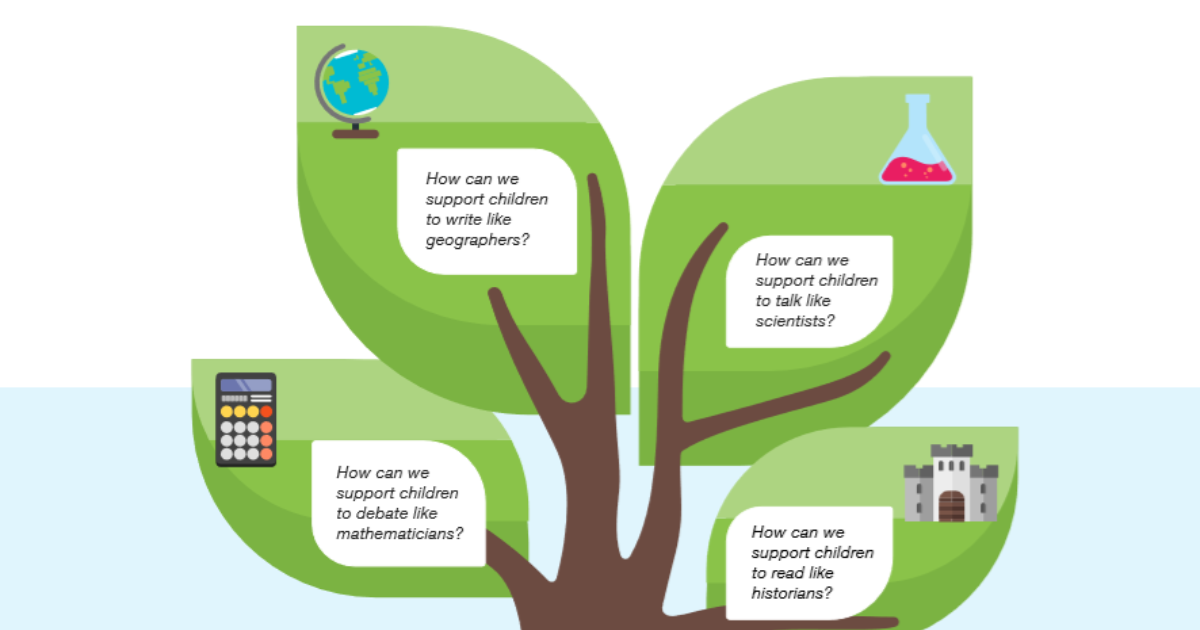 How can we
support children
to write like
geographers?
How can we
support children
to talk like
scientists?
How can we
support children
to debate like
mathematicians?
How can we
support children
to read like
historians?